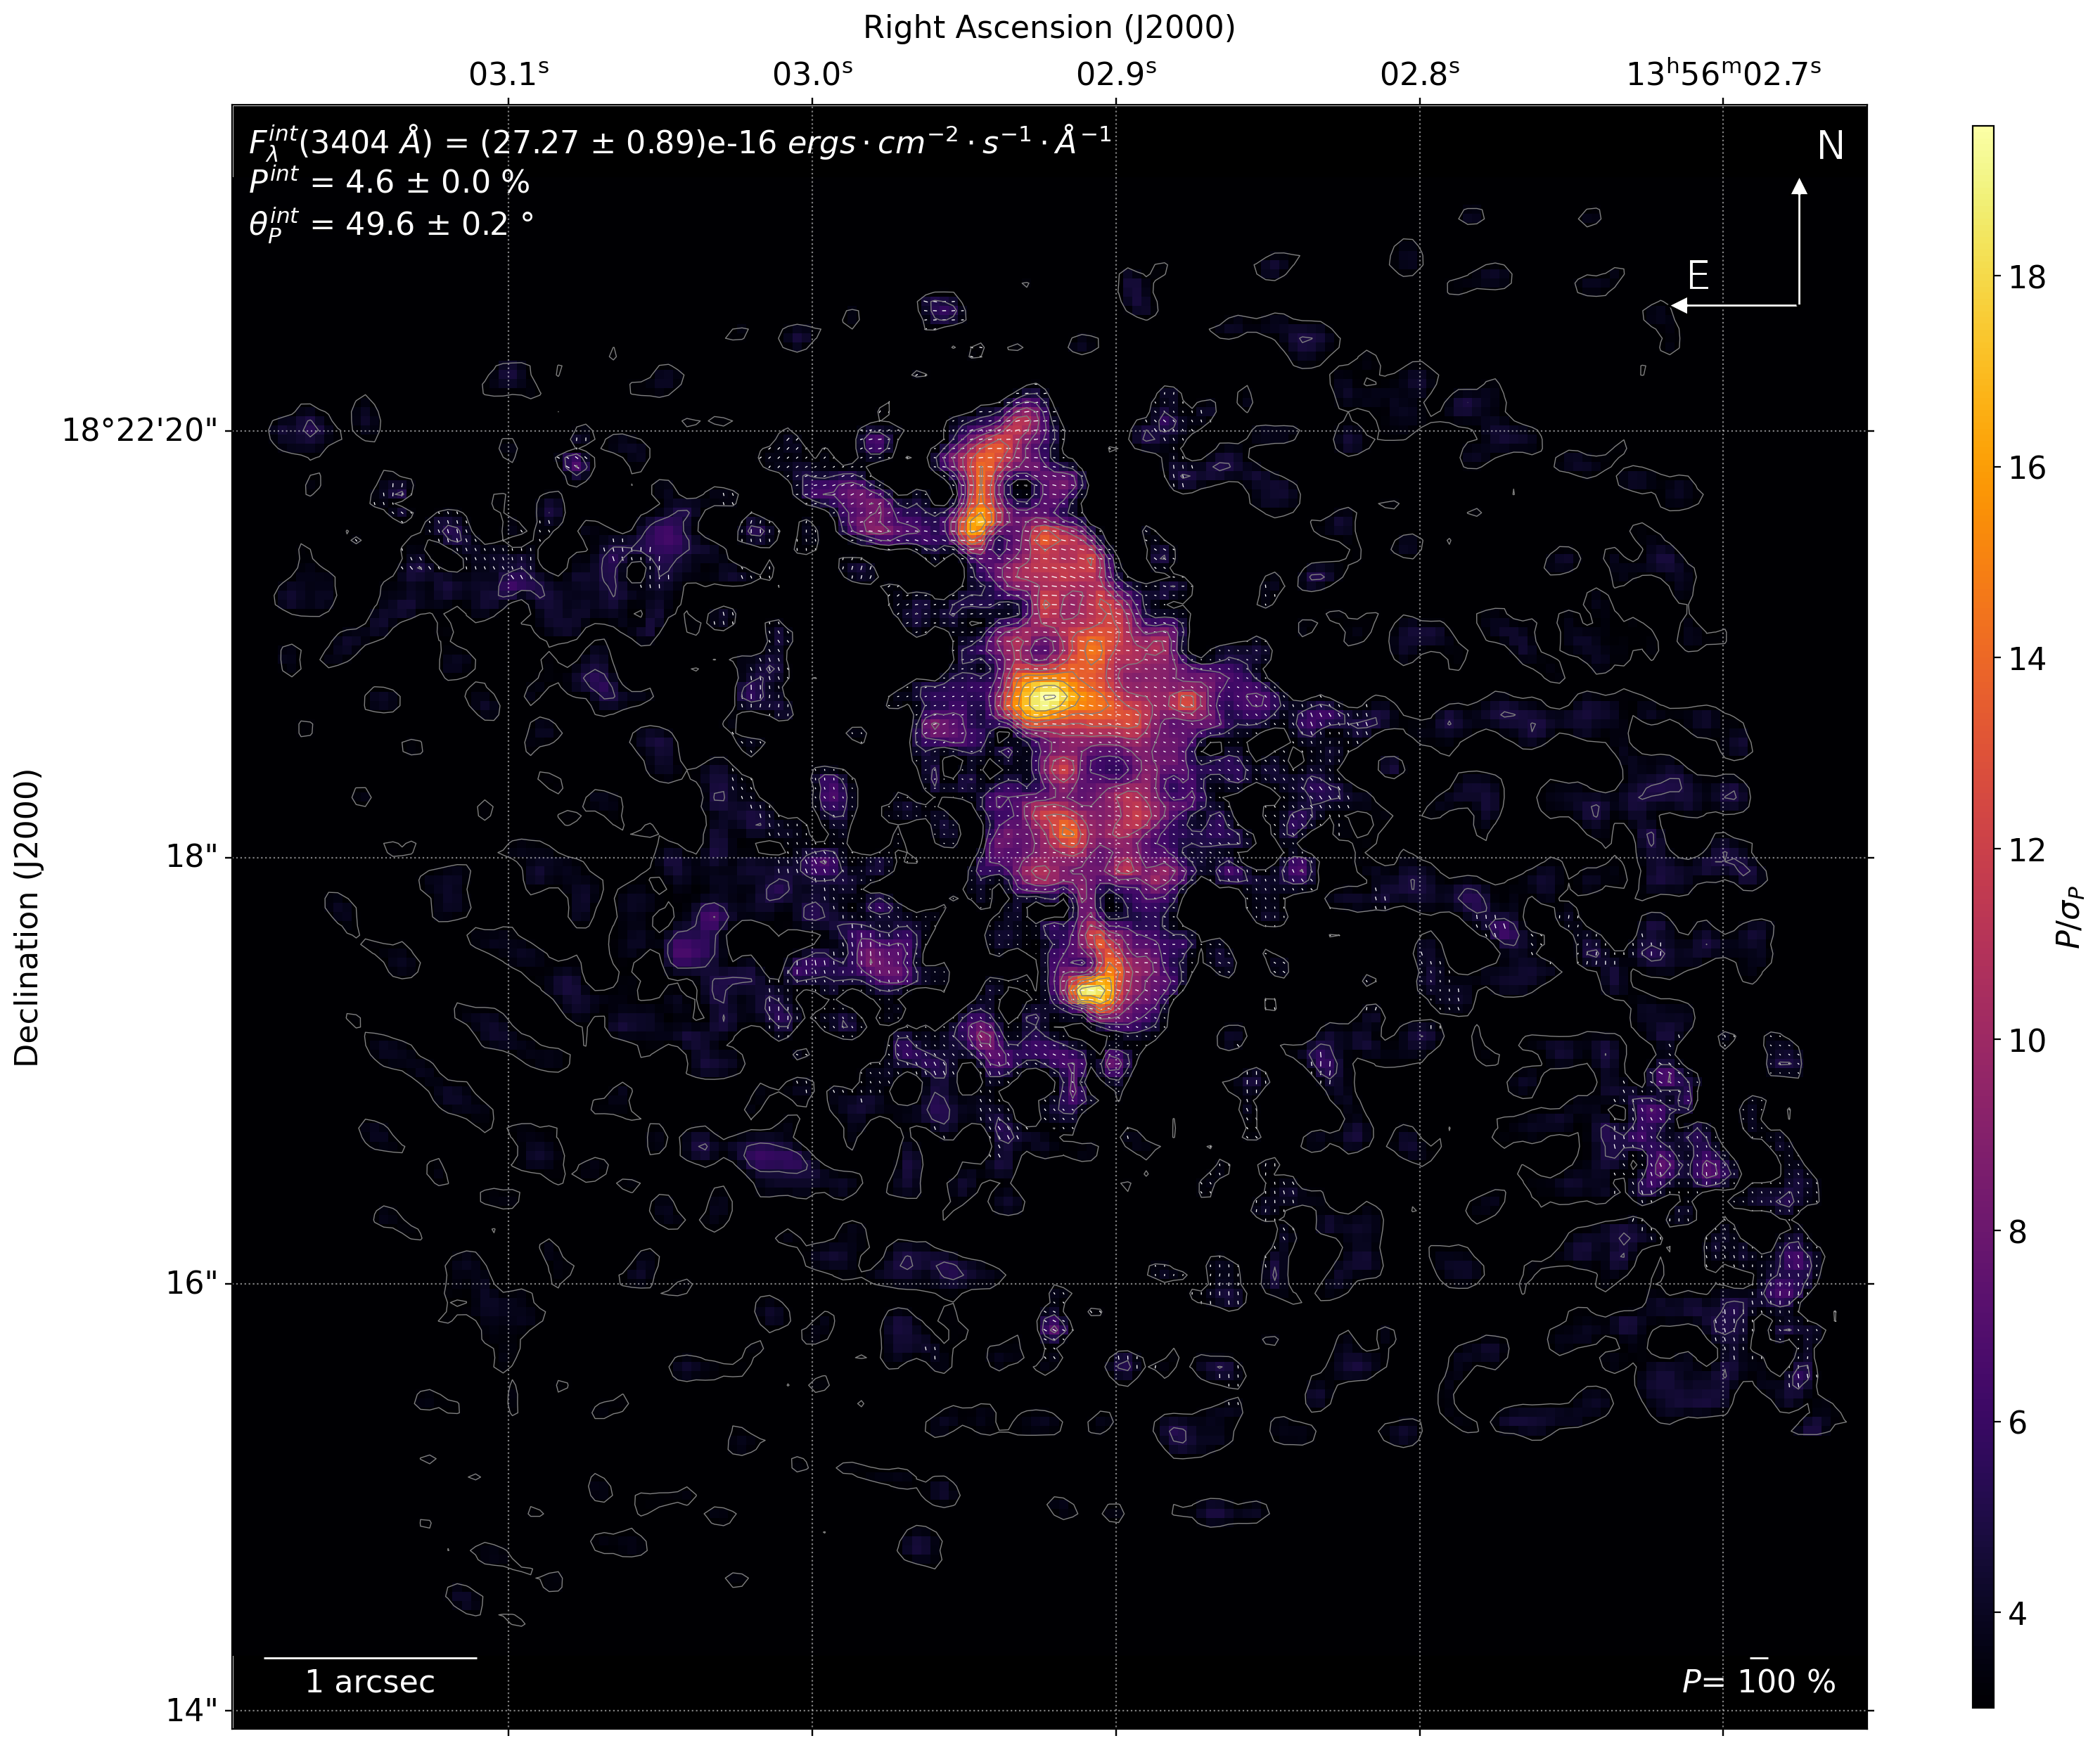 Right Ascension (J2000)
03.1ˢ 03.0ˢ 02.9ˢ 02.8ˢ 13ʰ56ᵐ02.7ˢ
F_λ^int(3404 Å) = (27.27 ± 0.89)e-16 ergs · cm⁻² · s⁻¹ · Å⁻¹
P^int = 4.6 ± 0.0 %
θ_P^int = 49.6 ± 0.2 °
N
E
18°22'20"
18"
16"
14"
Declination (J2000)
1 arcsec
P= 100 %
18
16
14
12
10
8
6
4
P/σ_P